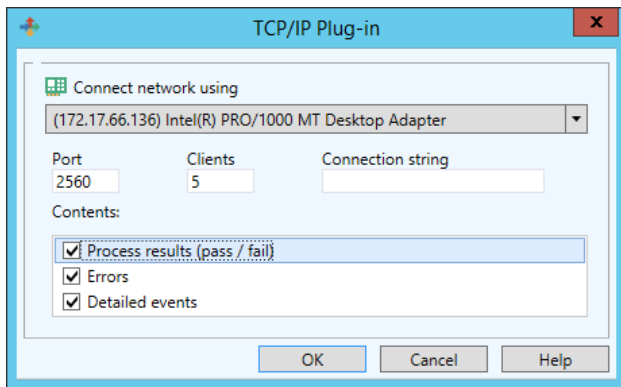 TCP/IP Plug-in
x
Connect network using
(172.17.66.136) Intel(R) PRO/1000 MT Desktop Adapter
Port Clients Connection string
2560 5
Contents:
Process results (pass / fail)
Errors
Detailed events
OK Cancel Help